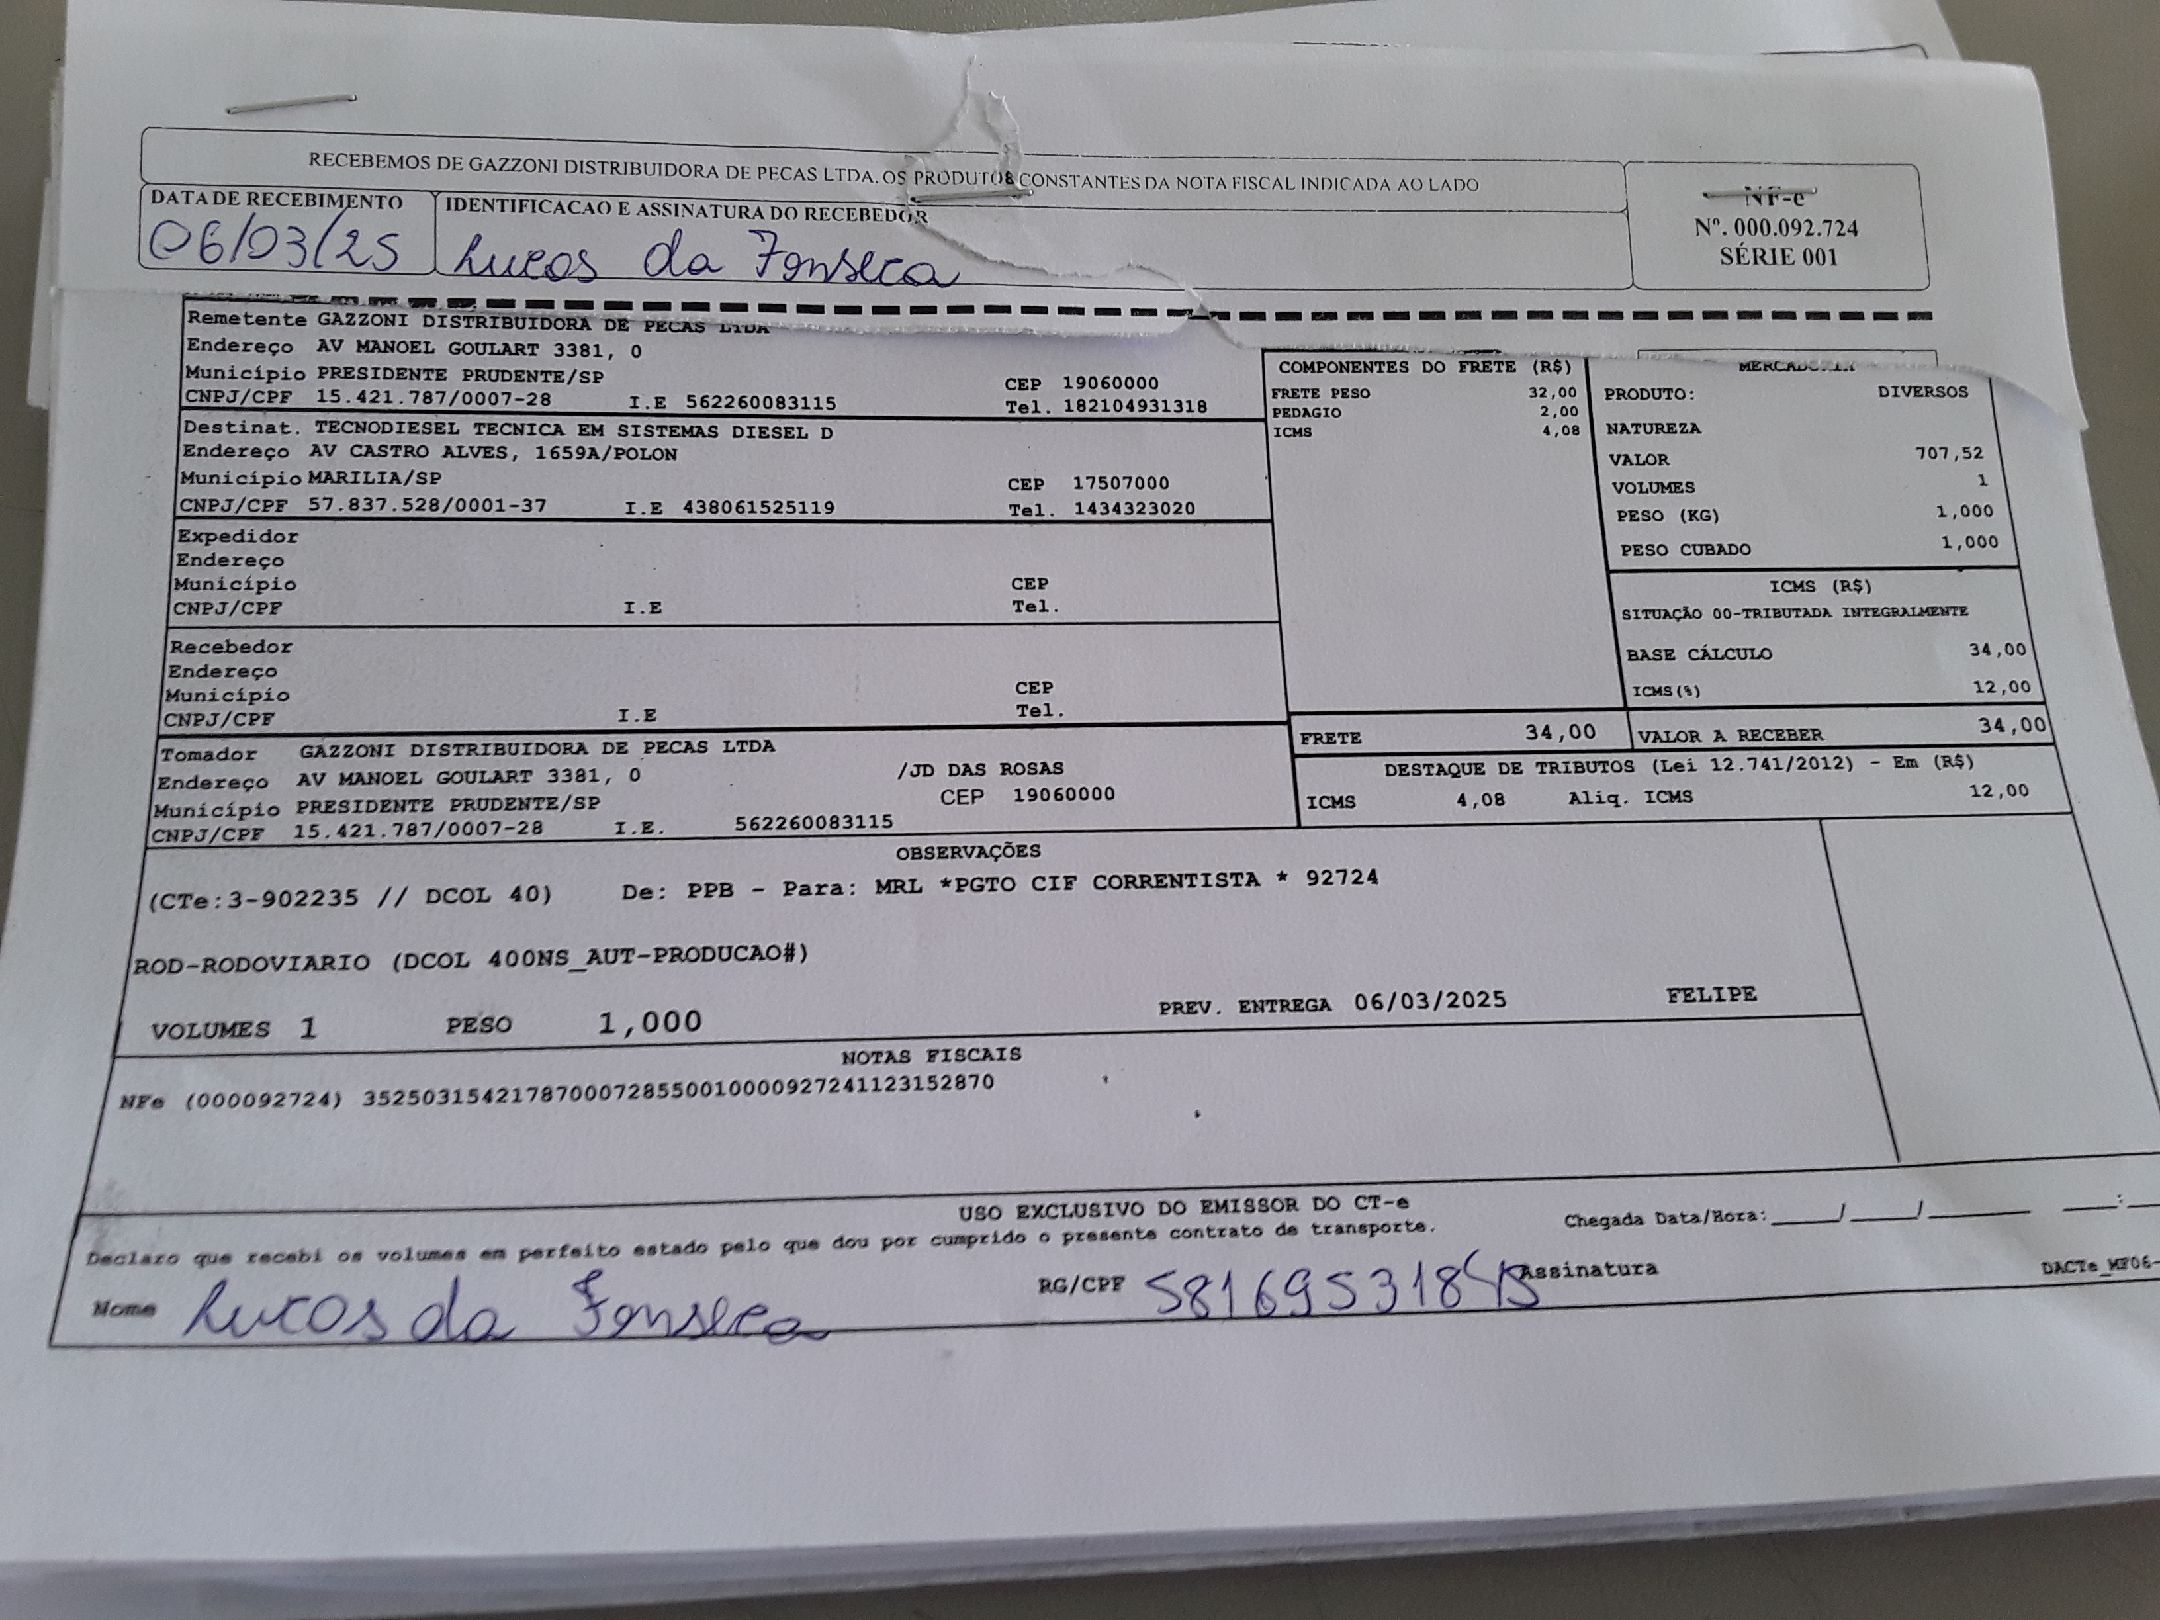 RECEBEMOS DE GAZZONI DISTRIBUIDORA DE PECAS LTDA. OS PRODUTOS CONSTANTES DA NOTA FISCAL INDICADA AO LADO
DATA DE RECEBIMENTO
06/03/25
IDENTIFICACAO E ASSINATURA DO RECEBEDOR
Lucas da Fonseca
NF-e
Nº. 000.092.724
SÉRIE 001
Remetente GAZZONI DISTRIBUIDORA DE PECAS LTDA
Endereço AV MANOEL GOULART 3381, 0
Município PRESIDENTE PRUDENTE/SP CEP 19060000
CNPJ/CPF 15.421.787/0007-28 I.E 562260083115 Tel. 182104931318
Destinat. TECNODIESEL TECNICA EM SISTEMAS DIESEL D
Endereço AV CASTRO ALVES, 1659A/POLON
Município MARILIA/SP CEP 17507000
CNPJ/CPF 57.837.528/0001-37 I.E 438061525119 Tel. 1434323020
Expedidor
Endereço
Município CEP
CNPJ/CPF I.E Tel.
Recebedor
Endereço
Município CEP
CNPJ/CPF I.E Tel.
Tomador GAZZONI DISTRIBUIDORA DE PECAS LTDA
Endereço AV MANOEL GOULART 3381, 0 /JD DAS ROSAS
Município PRESIDENTE PRUDENTE/SP CEP 19060000
CNPJ/CPF 15.421.787/0007-28 I.E. 562260083115
COMPONENTES DO FRETE (R$)
FRETE PESO 32,00
PEDAGIO 2,00
ICMS 4,08
FRETE 34,00
MERCADORIA
PRODUTO: DIVERSOS
NATUREZA
VALOR 707,52
VOLUMES 1
PESO (KG) 1,000
PESO CUBADO 1,000
ICMS (R$)
SITUAÇÃO 00-TRIBUTADA INTEGRALMENTE
BASE CÁLCULO 34,00
ICMS(%) 12,00
VALOR A RECEBER 34,00
DESTAQUE DE TRIBUTOS (Lei 12.741/2012) - Em (R$)
ICMS 4,08 Aliq. ICMS 12,00
OBSERVAÇÕES
(CTe:3-902235 // DCOL 40) De: PPB - Para: MRL *PGTO CIF CORRENTISTA * 92724
ROD-RODOVIARIO (DCOL 400NS_AUT-PRODUCAO#)
VOLUMES 1 PESO 1,000 PREV. ENTREGA 06/03/2025 FELIPE
NOTAS FISCAIS
NFe (000092724) 35250315421787000728550010000927241123152870
USO EXCLUSIVO DO EMISSOR DO CT-e
Declaro que recebi os volumes em perfeito estado pelo que dou por cumprido o presente contrato de transporte.
Chegada Data/Hora: ____/____/______ ___:__
Nome Lucas da Fonseca RG/CPF 58169531845 Assinatura
DACTe_MF06-